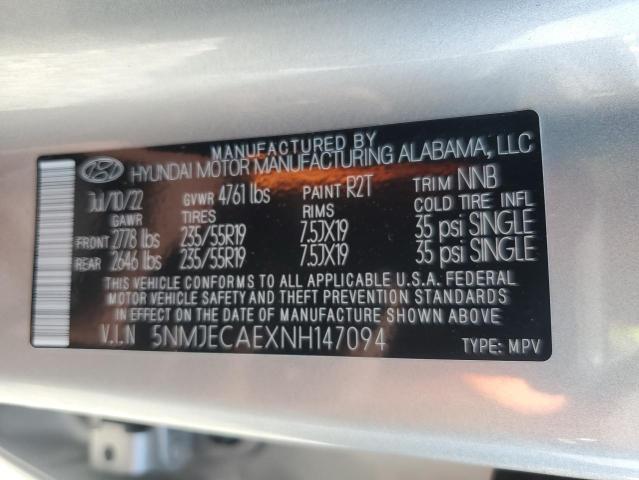 MANUFACTURED BY
HYUNDAI MOTOR MANUFACTURING ALABAMA, LLC
JU/10/22 GVWR 4761 lbs PAINT R2T TRIM NNB
GAWR TIRES RIMS COLD TIRE INFL
FRONT 2778 lbs 235/55R19 7.5JX19 35 psi SINGLE
REAR 2646 lbs 235/55R19 7.5JX19 35 psi SINGLE
THIS VEHICLE CONFORMS TO ALL APPLICABLE U.S.A. FEDERAL
MOTOR VEHICLE SAFETY AND THEFT PREVENTION STANDARDS
IN EFFECT ON THE DATE OF MANUFACTURE SHOWN ABOVE.
V.I.N 5NMJECAEXNH147094 TYPE: MPV